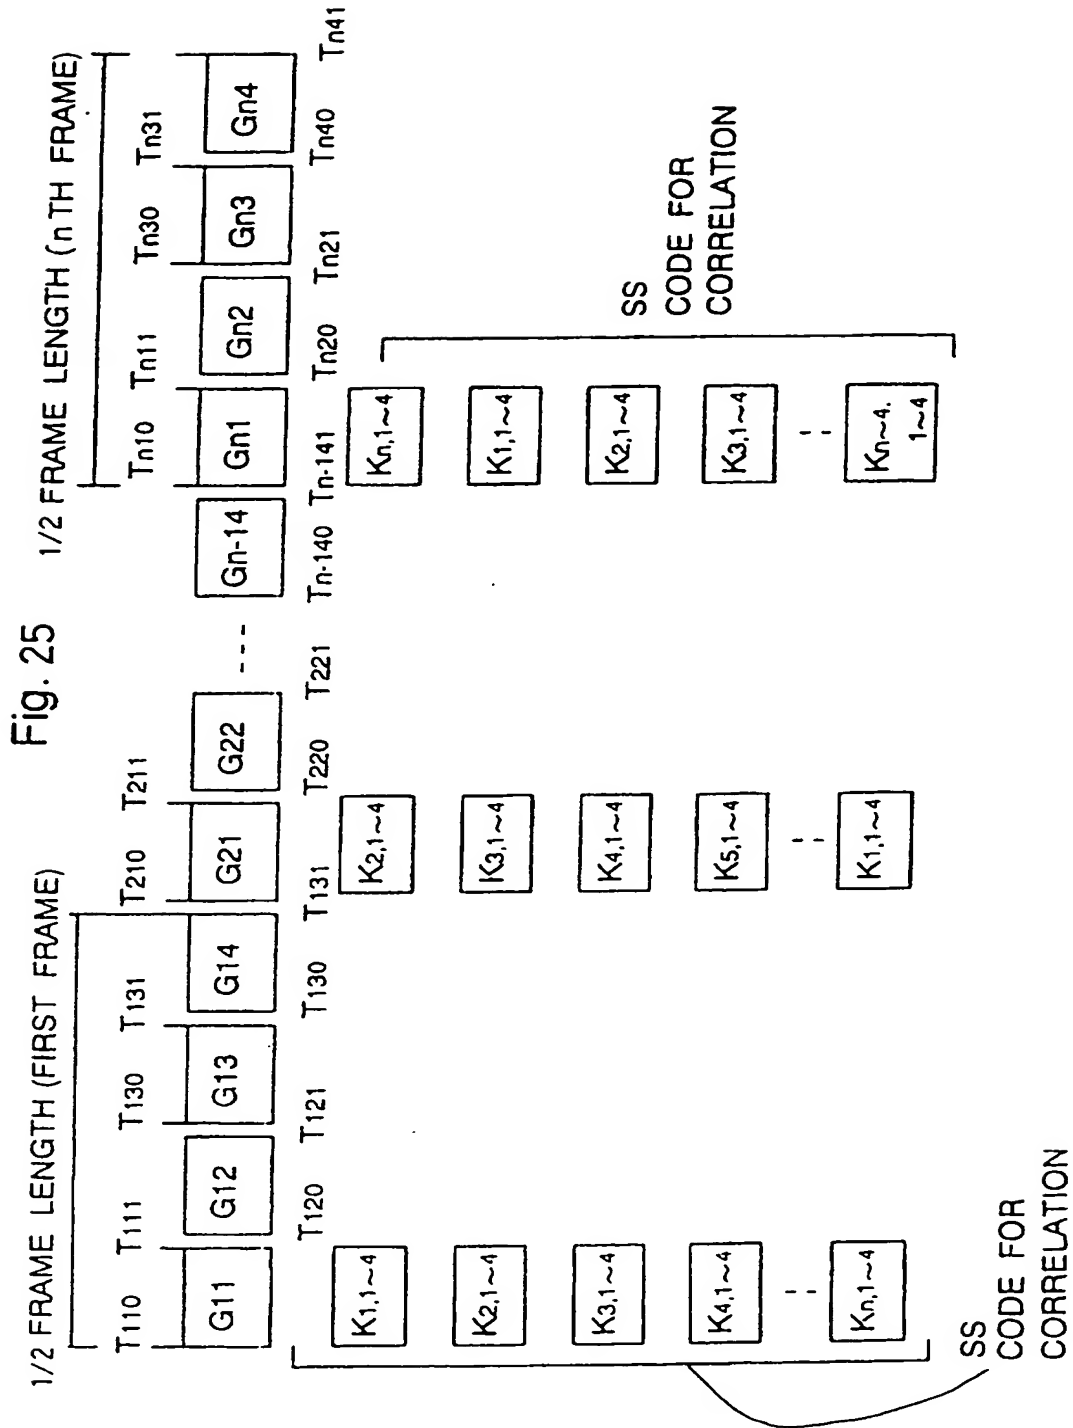 Fig. 25
1/2 FRAME LENGTH (FIRST FRAME)
1/2 FRAME LENGTH (n TH FRAME)
T110 T111 T130 T131 T210 T211 Tn10 Tn11 Tn30 Tn31
G11 G12 G13 G14 G21 G22 --- Gn-14 Gn1 Gn2 Gn3 Gn4
T120 T121 T130 T131 T220 T221 Tn-140 Tn-141 Tn20 Tn21 Tn40 Tn41
K1,1~4 K2,1~4 Kn,1~4
K2,1~4 K3,1~4 K1,1~4
K3,1~4 K4,1~4 K2,1~4
K4,1~4 K5,1~4 K3,1~4
-- -- --
Kn,1~4 K1,1~4 Kn~4.
1~4
SS
CODE FOR
CORRELATION
SS
CODE FOR
CORRELATION